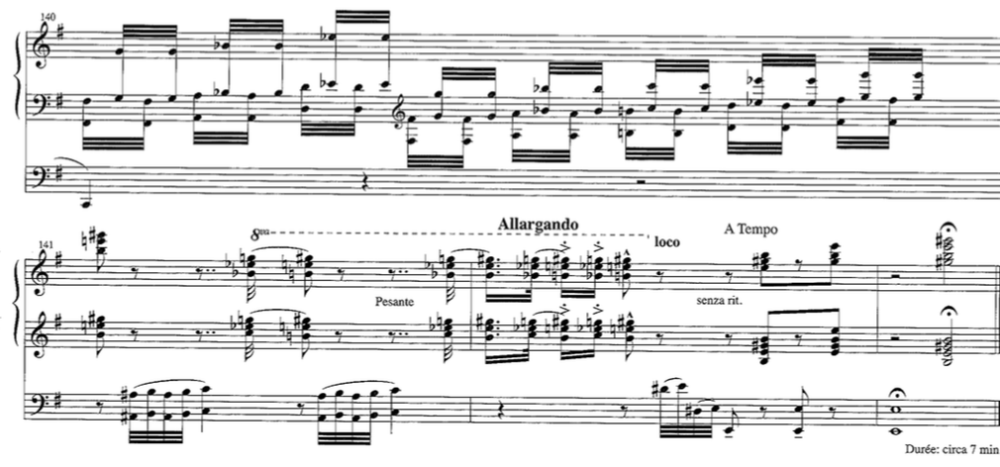 140
141
8va
Allargando
loco
A Tempo
Pesante
senza rit.
Durée: circa 7 min